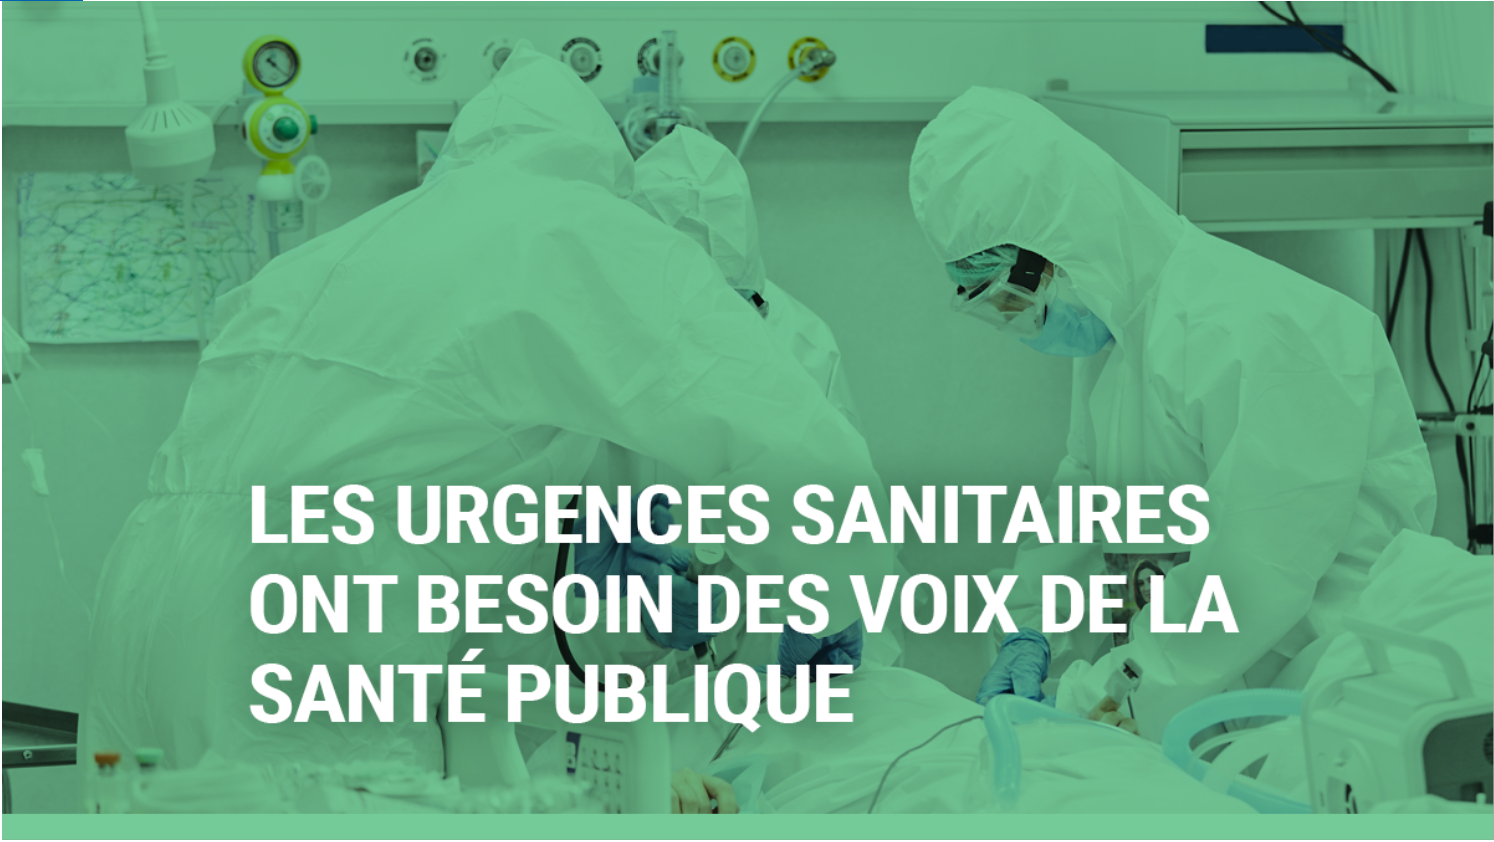 LES URGENCES SANITAIRES
ONT BESOIN DES VOIX DE LA
SANTÉ PUBLIQUE